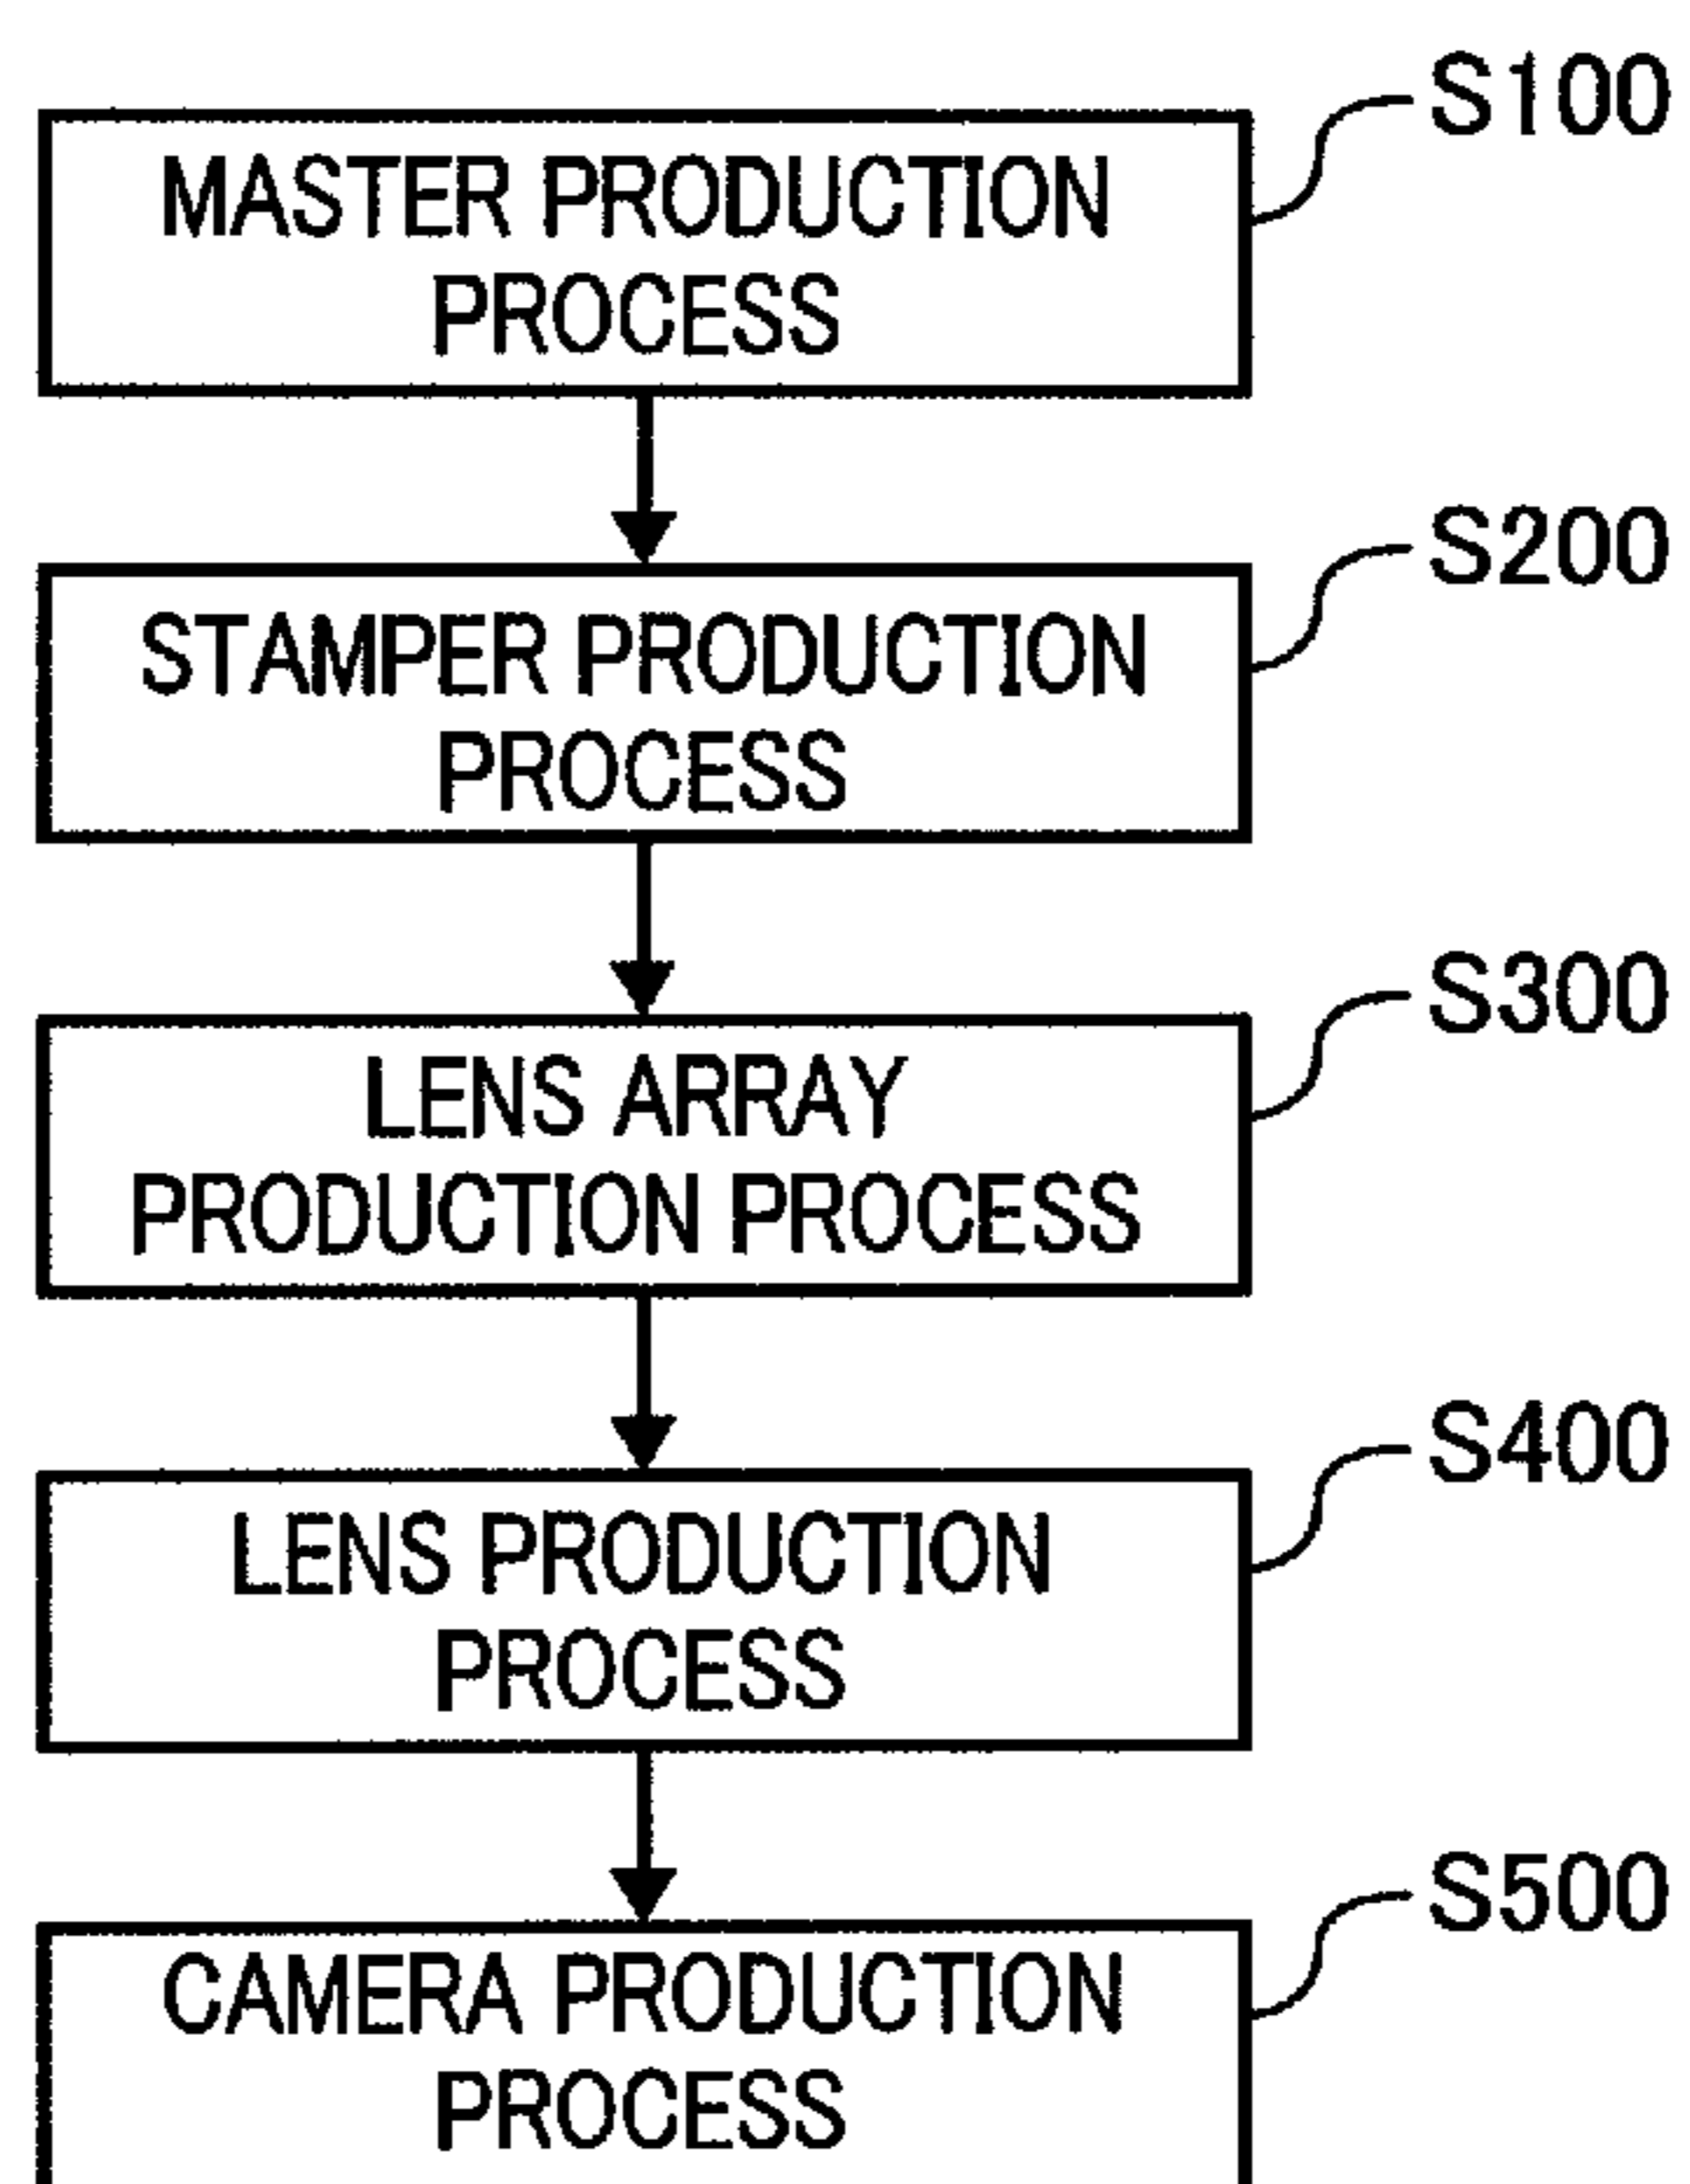 S100
MASTER PRODUCTION
PROCESS
S200
STAMPER PRODUCTION
PROCESS
S300
LENS ARRAY
PRODUCTION PROCESS
S400
LENS PRODUCTION
PROCESS
S500
CAMERA PRODUCTION
PROCESS